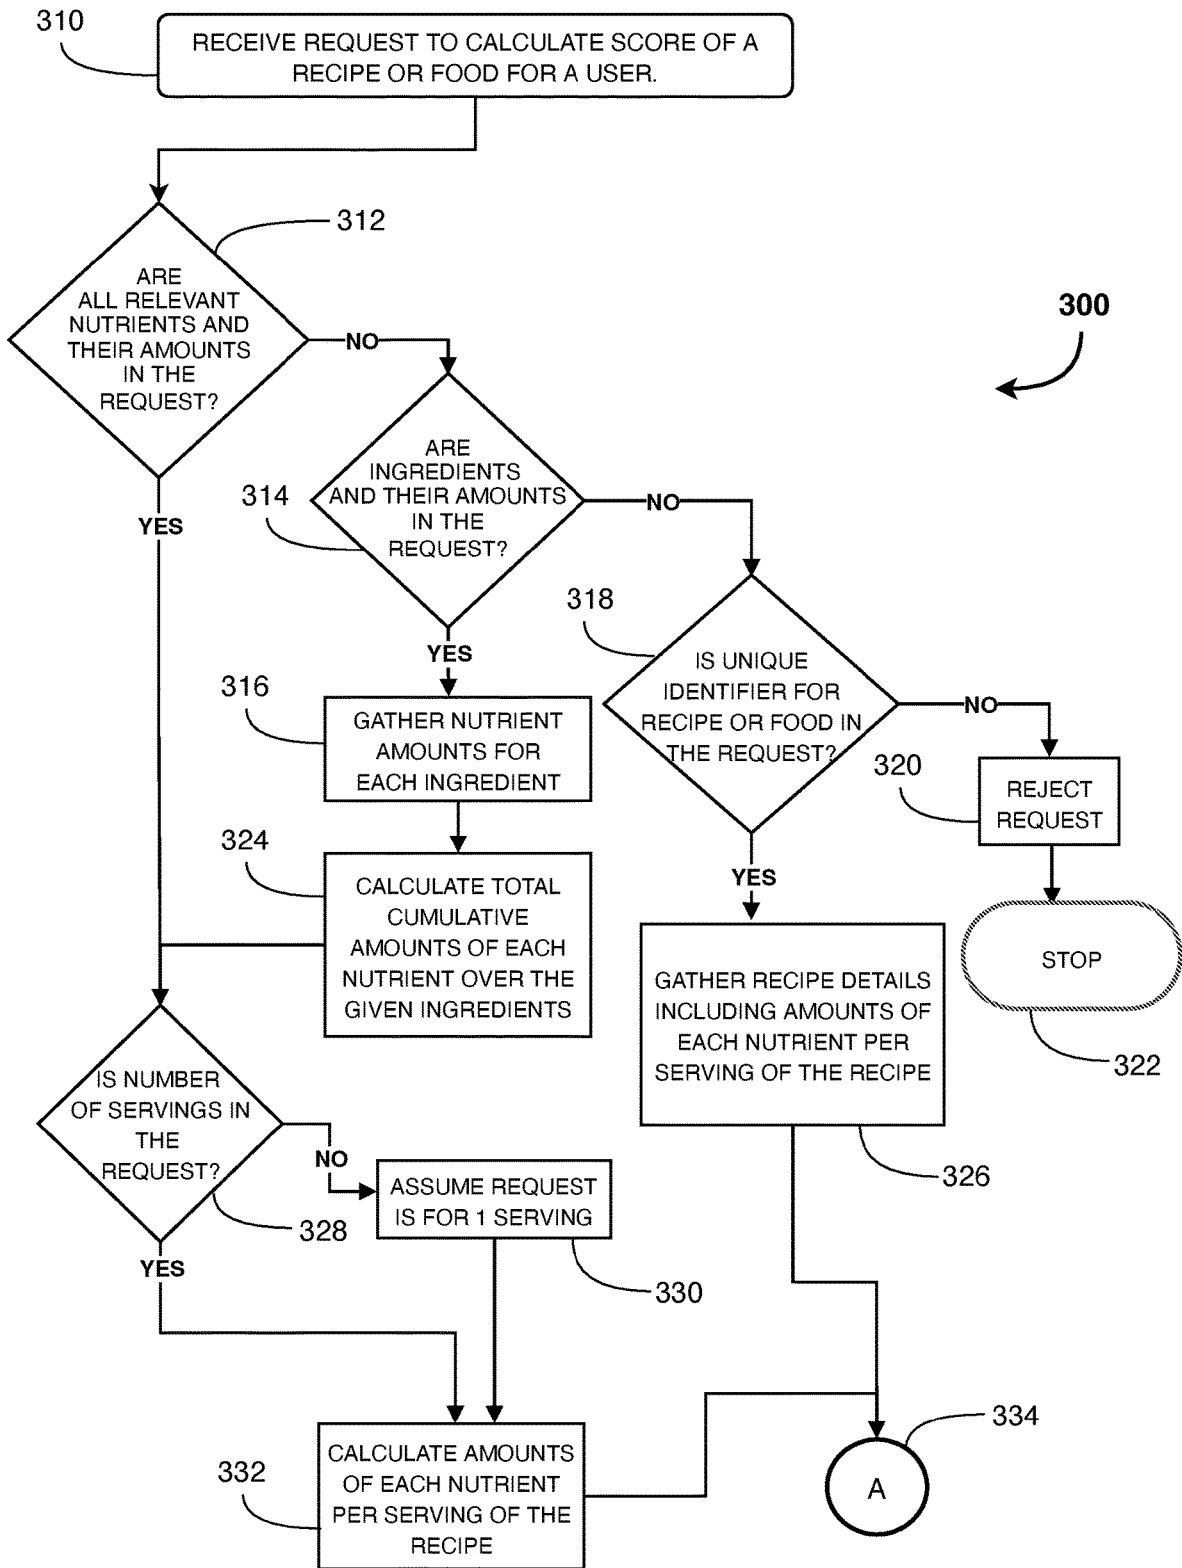 310
RECEIVE REQUEST TO CALCULATE SCORE OF A
RECIPE OR FOOD FOR A USER.
312
ARE
ALL RELEVANT
NUTRIENTS AND
THEIR AMOUNTS
IN THE
REQUEST?
NO
YES
300
314
ARE
INGREDIENTS
AND THEIR AMOUNTS
IN THE
REQUEST?
NO
YES
316
GATHER NUTRIENT
AMOUNTS FOR
EACH INGREDIENT
318
IS UNIQUE
IDENTIFIER FOR
RECIPE OR FOOD IN
THE REQUEST?
NO
YES
320
REJECT
REQUEST
STOP
322
324
CALCULATE TOTAL
CUMULATIVE
AMOUNTS OF EACH
NUTRIENT OVER THE
GIVEN INGREDIENTS
GATHER RECIPE DETAILS
INCLUDING AMOUNTS OF
EACH NUTRIENT PER
SERVING OF THE RECIPE
326
IS NUMBER
OF SERVINGS IN
THE
REQUEST?
328
NO
YES
ASSUME REQUEST
IS FOR 1 SERVING
330
332
CALCULATE AMOUNTS
OF EACH NUTRIENT
PER SERVING OF THE
RECIPE
334
A